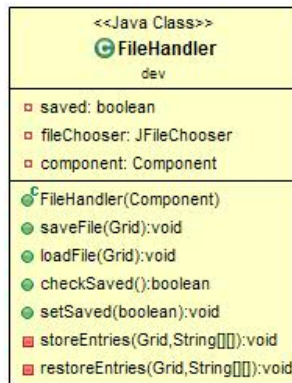 <<Java Class>>
FileHandler
dev
saved: boolean
fileChooser: JFileChooser
component: Component
FileHandler(Component)
saveFile(Grid):void
loadFile(Grid):void
checkSaved():boolean
setSaved(boolean):void
storeEntries(Grid,String[][]):void
restoreEntries(Grid,String[][]):void